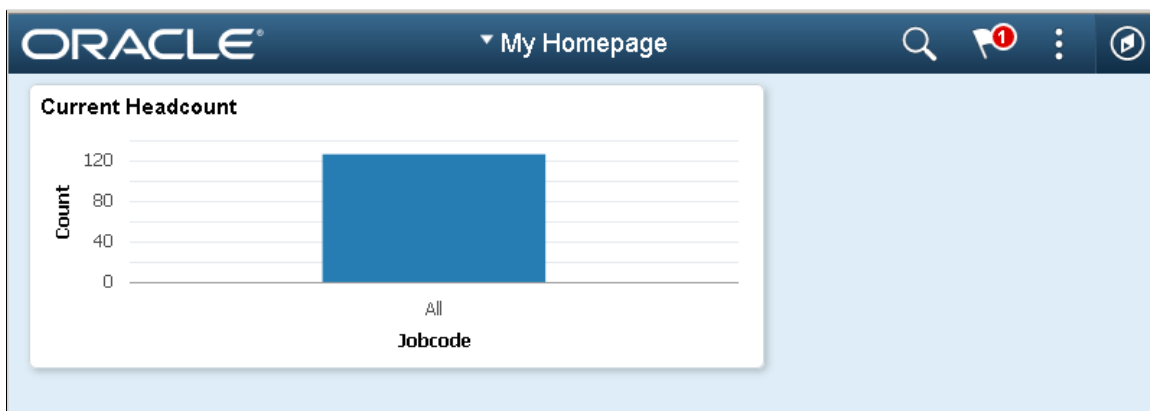 ORACLE®
My Homepage
1
Current Headcount
120
80
40
0
Count
All
Jobcode